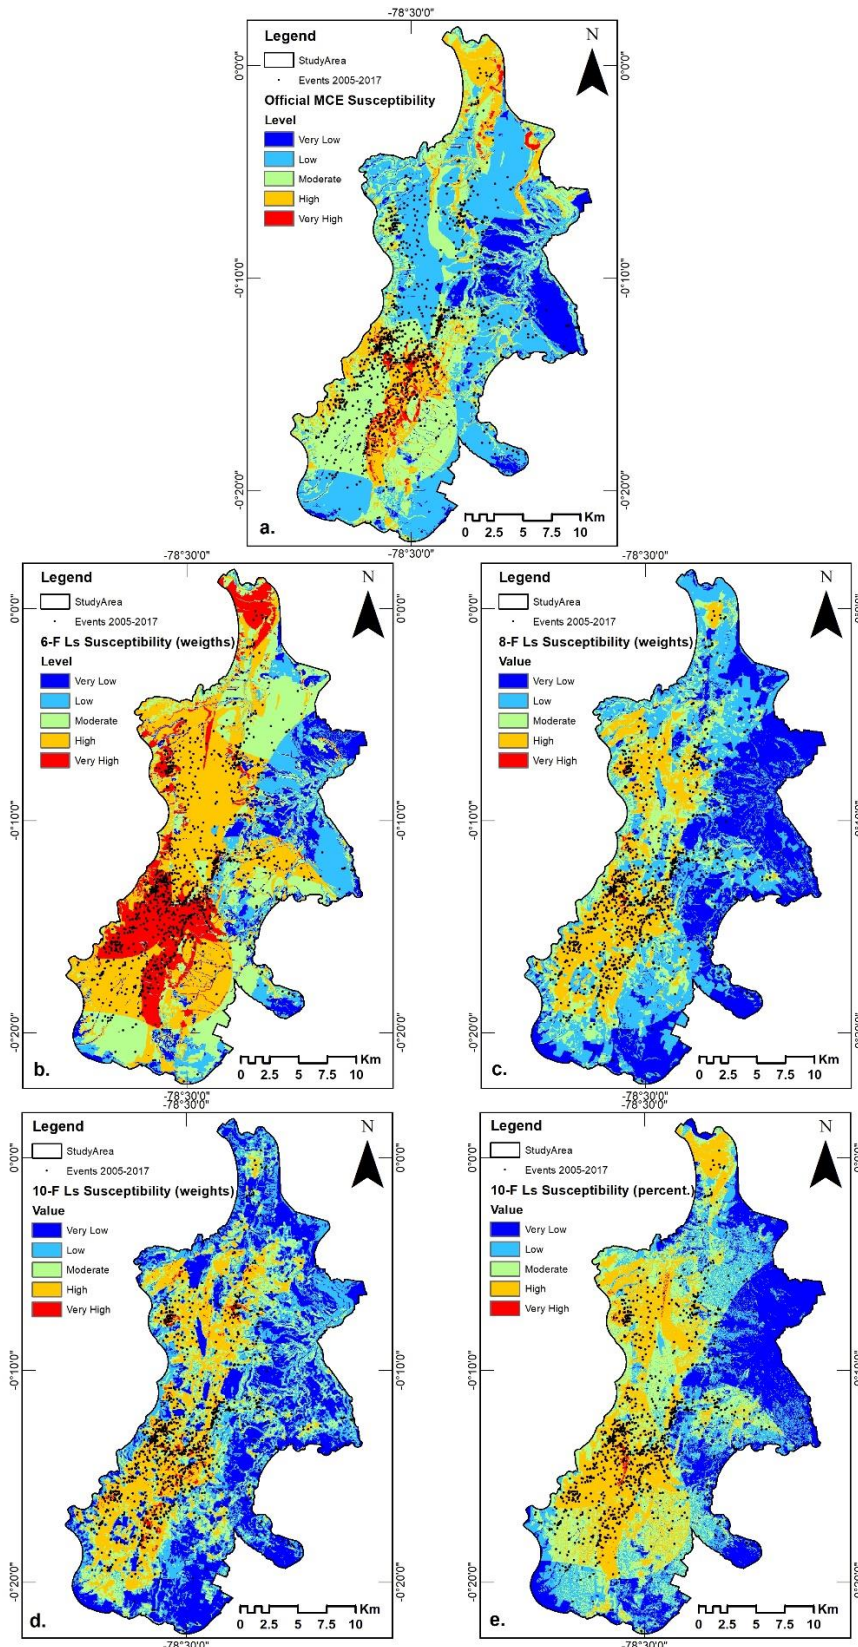 -78°30'0"
Legend
N
StudyArea
Events 2005-2017
Official MCE Susceptibility
Level
Very Low
Low
Moderate
High
Very High
0°0'0"
0°0'0"
-0°10'0"
-0°10'0"
-0°20'0"
-0°20'0"
Km
0 1.25 2.5 5 7.5 10
a.
-78°30'0"
-78°30'0"
Legend
N
StudyArea
Events 2005-2017
6-F Ls Susceptibility (weigths)
Level
Very Low
Low
Moderate
High
Very High
0°0'0"
-0°10'0"
-0°20'0"
Km
0 1.25 2.5 5 7.5 10
b.
-78°30'0"
-78°30'0"
Legend
N
StudyArea
Events 2005-2017
8-F Ls Susceptibility (weights)
Value
Very Low
Low
Moderate
High
Very High
0°0'0"
0°0'0"
-0°10'0"
-0°10'0"
-0°20'0"
-0°20'0"
Km
0 1.25 2.5 5 7.5 10
c.
-78°30'0"
Legend
N
StudyArea
Events 2005-2017
10-F Ls Susceptibility (weights)
Value
Very Low
Low
Moderate
High
Very High
0°0'0"
-0°10'0"
-0°20'0"
Km
0 1.25 2.5 5 7.5 10
d.
-78°30'0"
Legend
N
StudyArea
Events 2005-2017
10-F Ls Susceptibility (percent.)
Value
Very Low
Low
Moderate
High
Very High
0°0'0"
0°0'0"
-0°10'0"
-0°10'0"
-0°20'0"
-0°20'0"
Km
0 1.25 2.5 5 7.5 10
e.
-78°30'0"